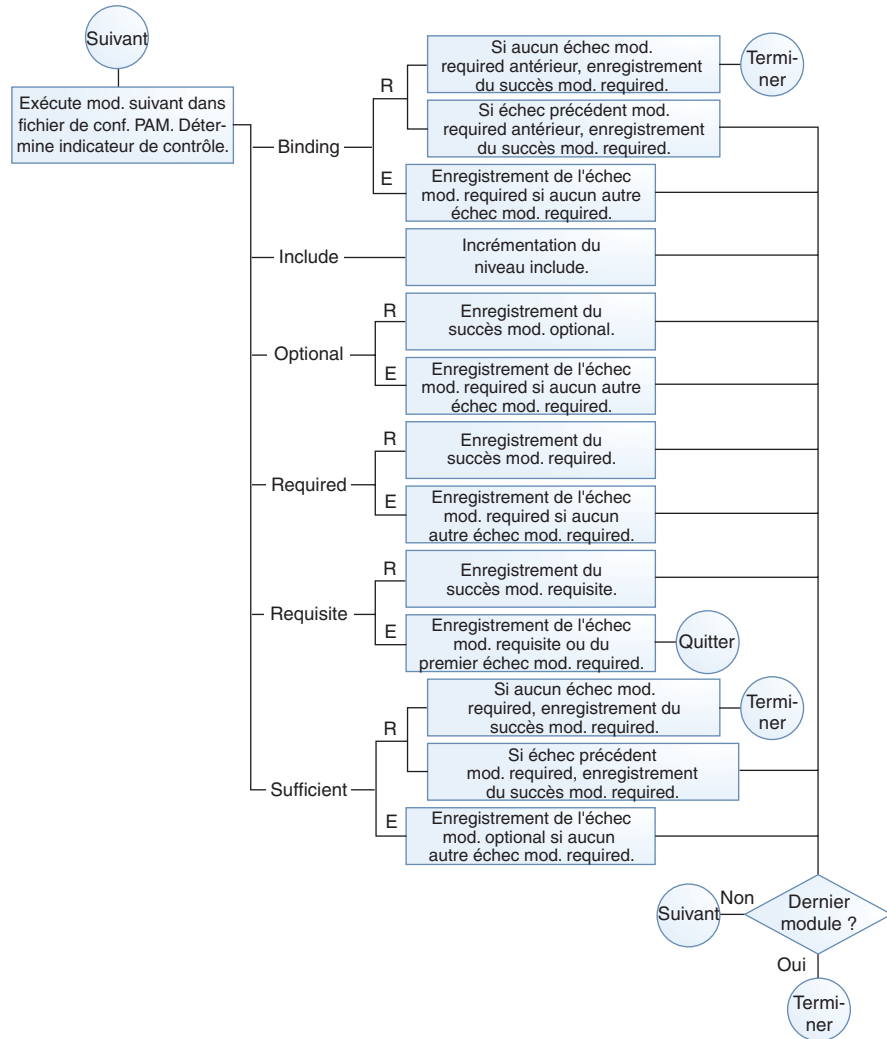 Suivant
Exécute mod. suivant dans
fichier de conf. PAM. Déter-
mine indicateur de contrôle.
Binding
R
Si aucun échec mod.
required antérieur, enregistrement
du succès mod. required.
Termi-
ner
Si échec précédent mod.
required antérieur, enregistrement
du succès mod. required.
E
Enregistrement de l'échec
mod. required si aucun autre
échec mod. required.
Include
Incrémentation du
niveau include.
Optional
R
Enregistrement du
succès mod. optional.
E
Enregistrement de l'échec
mod. required si aucun autre
échec mod. required.
Required
R
Enregistrement du
succès mod. required.
E
Enregistrement de l'échec
mod. required si aucun
autre échec mod. required.
Requisite
R
Enregistrement du
succès mod. requisite.
E
Enregistrement de l'échec
mod. requisite ou du
premier échec mod. required.
Quitter
Sufficient
R
Si aucun échec mod.
required, enregistrement du
succès mod. required.
Termi-
ner
Si échec précédent
mod. required, enregistrement
du succès mod. required.
E
Enregistrement de l'échec
mod. optional si aucun
autre échec mod. required.
Dernier
module ?
Non
Suivant
Oui
Termi-
ner